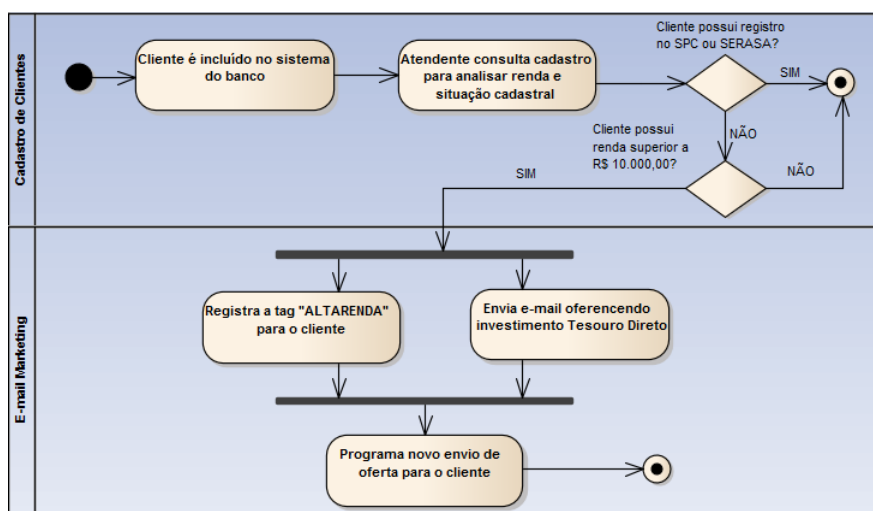 Cadastro de Clientes
Cliente é incluído no sistema
do banco
Atendente consulta cadastro
para analisar renda e
situação cadastral
Cliente possui registro
no SPC ou SERASA?
SIM
NÃO
Cliente possui
renda superior a
R$ 10.000,00?
SIM
NÃO
E-mail Marketing
Registra a tag "ALTARENDA"
para o cliente
Envia e-mail oferencendo
investimento Tesouro Direto
Programa novo envio de
oferta para o cliente